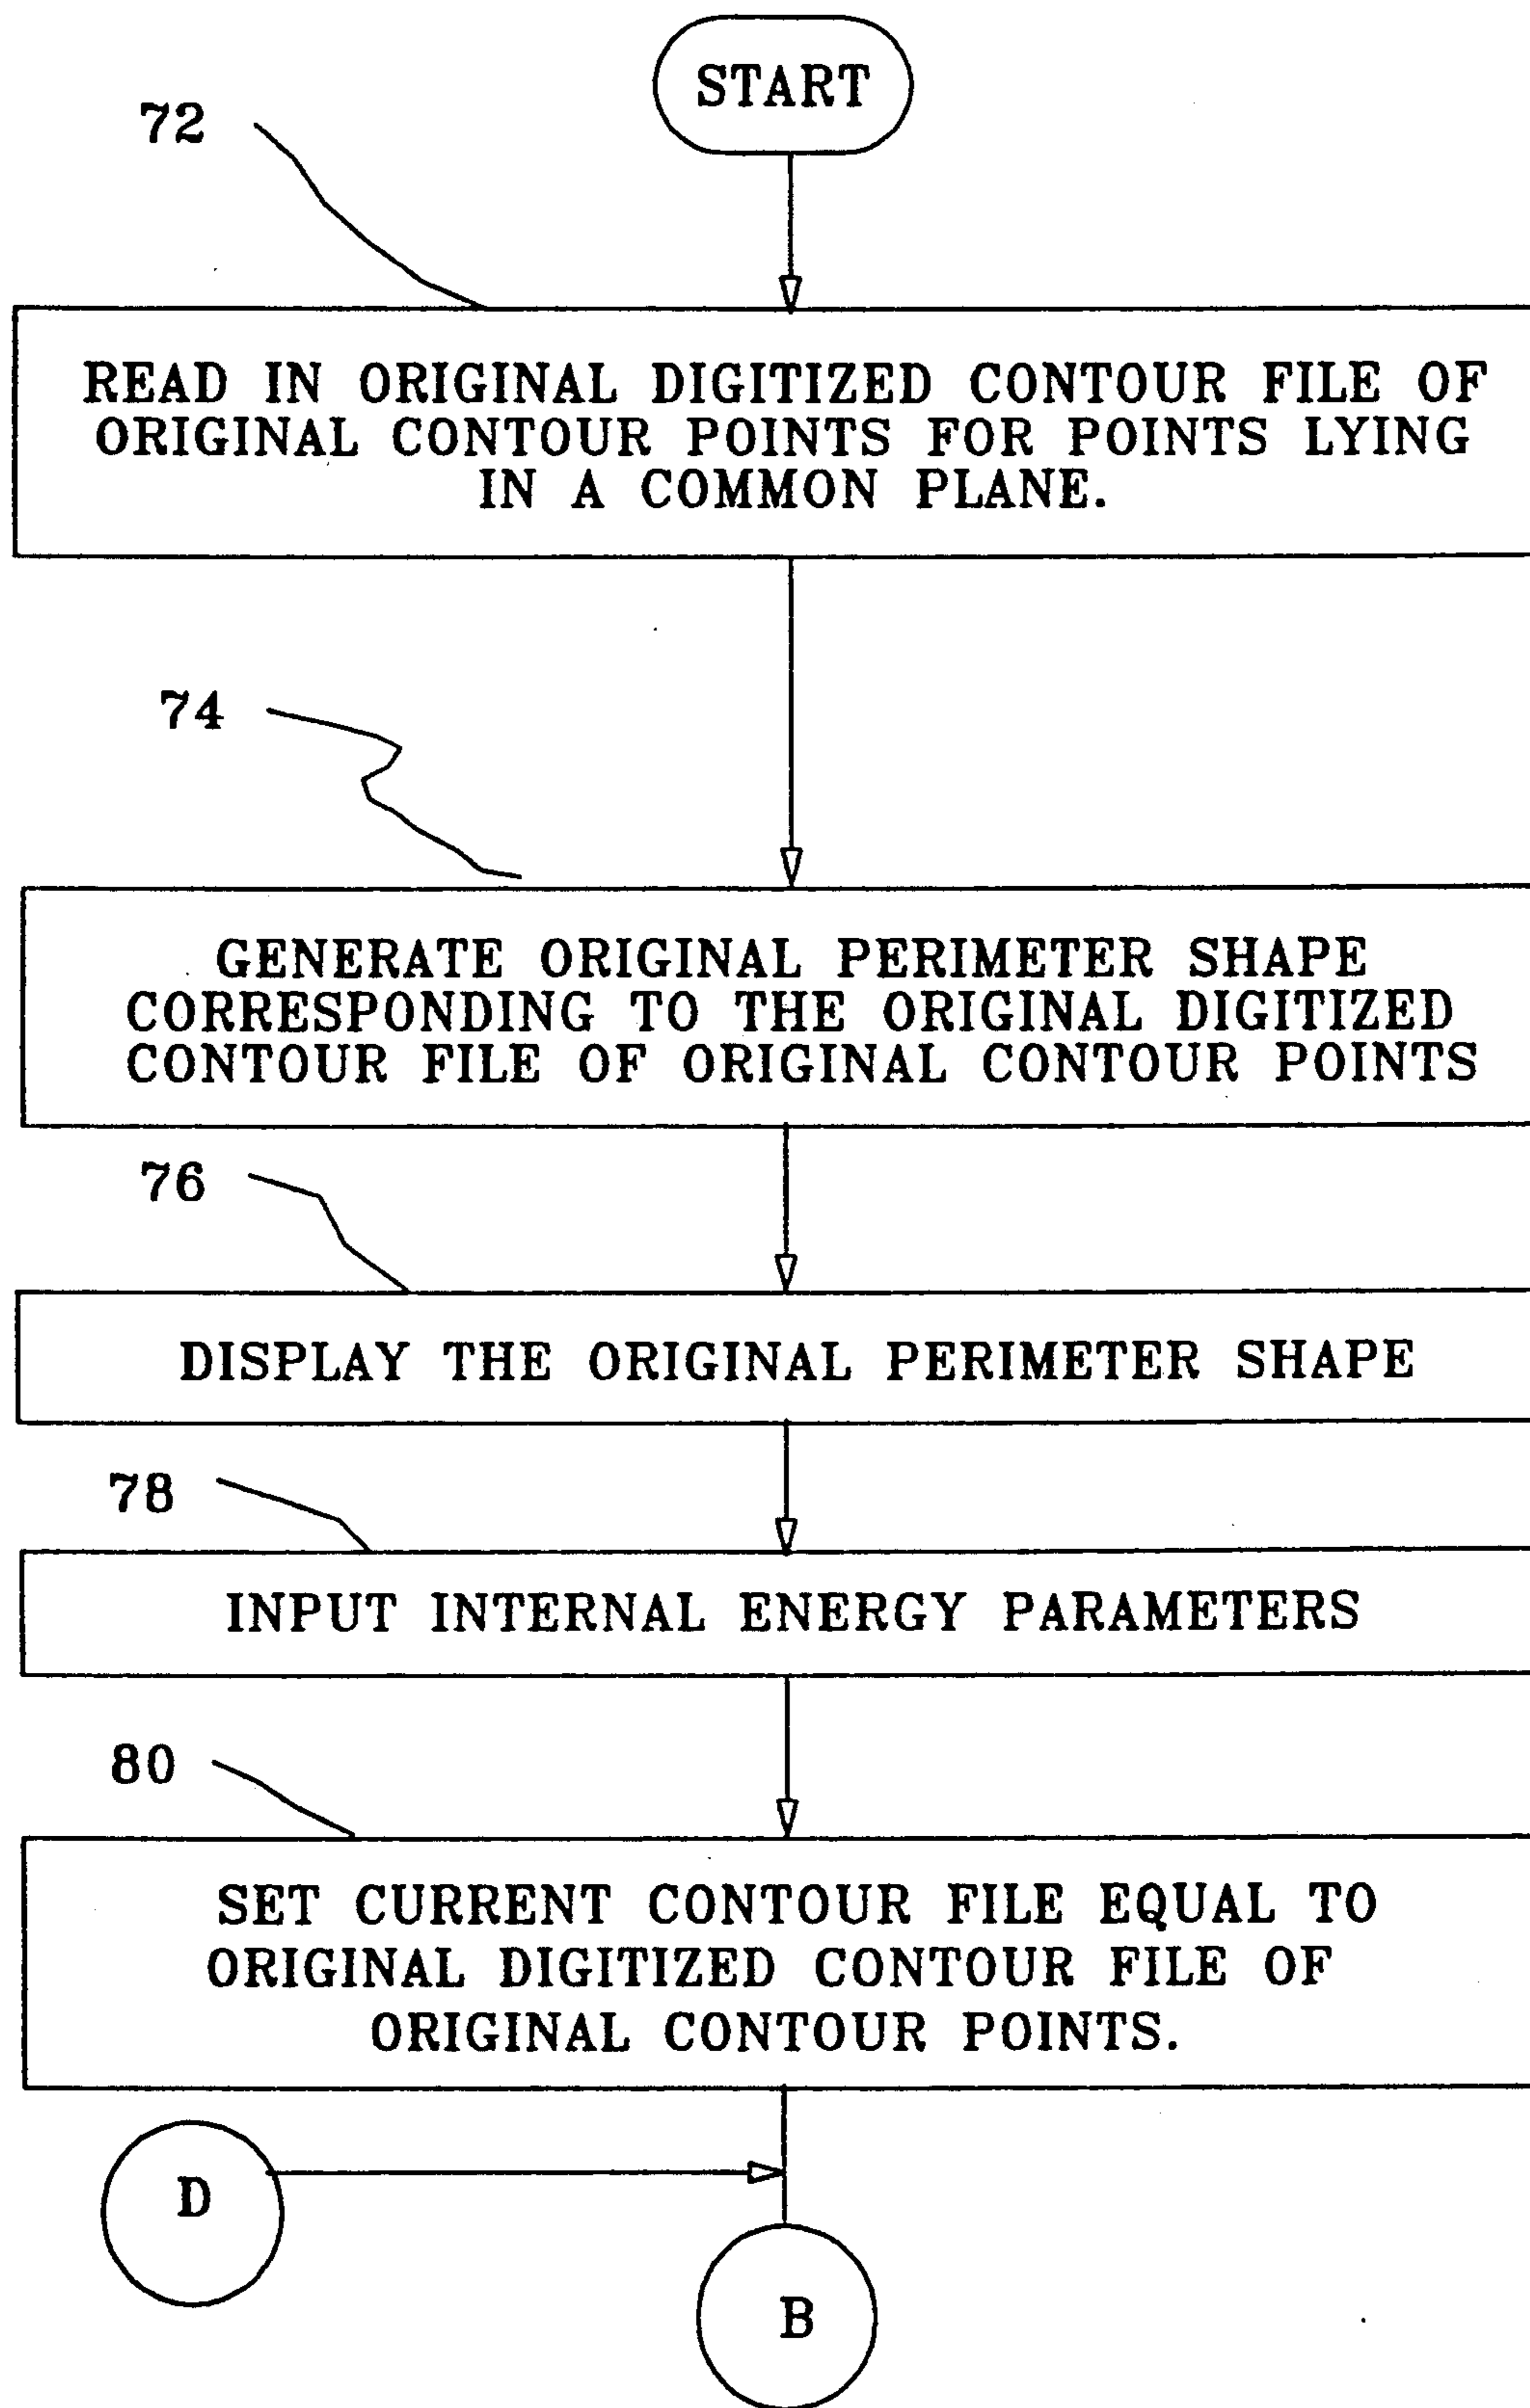 START
72
READ IN ORIGINAL DIGITIZED CONTOUR FILE OF
ORIGINAL CONTOUR POINTS FOR POINTS LYING
IN A COMMON PLANE.
74
GENERATE ORIGINAL PERIMETER SHAPE
CORRESPONDING TO THE ORIGINAL DIGITIZED
CONTOUR FILE OF ORIGINAL CONTOUR POINTS
76
DISPLAY THE ORIGINAL PERIMETER SHAPE
78
INPUT INTERNAL ENERGY PARAMETERS
80
SET CURRENT CONTOUR FILE EQUAL TO
ORIGINAL DIGITIZED CONTOUR FILE OF
ORIGINAL CONTOUR POINTS.
D
B